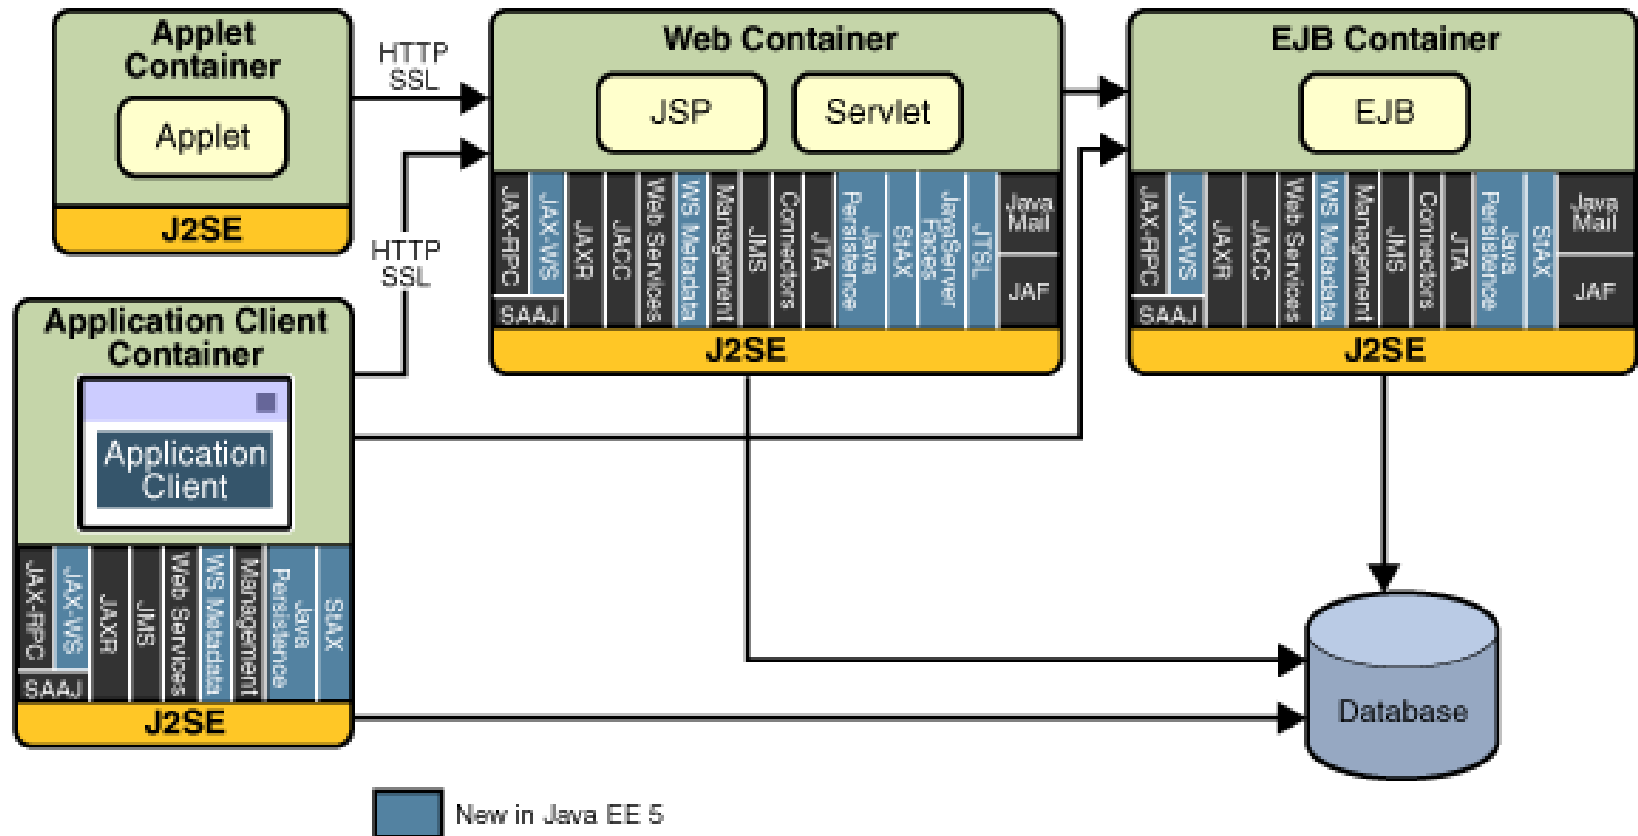 Applet
Container
Applet
J2SE
HTTP
SSL
HTTP
SSL
Web Container
JSP
Servlet
JAX-RPC
JAX-WS
SAAJ
JAXR
JACC
Web Services
WS Metadata
Management
JMS
Connectors
JTA
Java
Persistence
StAX
JavaServer
Faces
JTSL
Java
Mail
JAF
J2SE
EJB Container
EJB
JAX-RPC
JAX-WS
SAAJ
JAXR
JACC
Web Services
WS Metadata
Management
JMS
Connectors
JTA
Java
Persistence
StAX
Java
Mail
JAF
J2SE
Application Client
Container
Application
Client
JAX-RPC
JAX-WS
SAAJ
JAXR
JMS
Web Services
WS Metadata
Management
Java
Persistence
StAX
J2SE
Database
New in Java EE 5